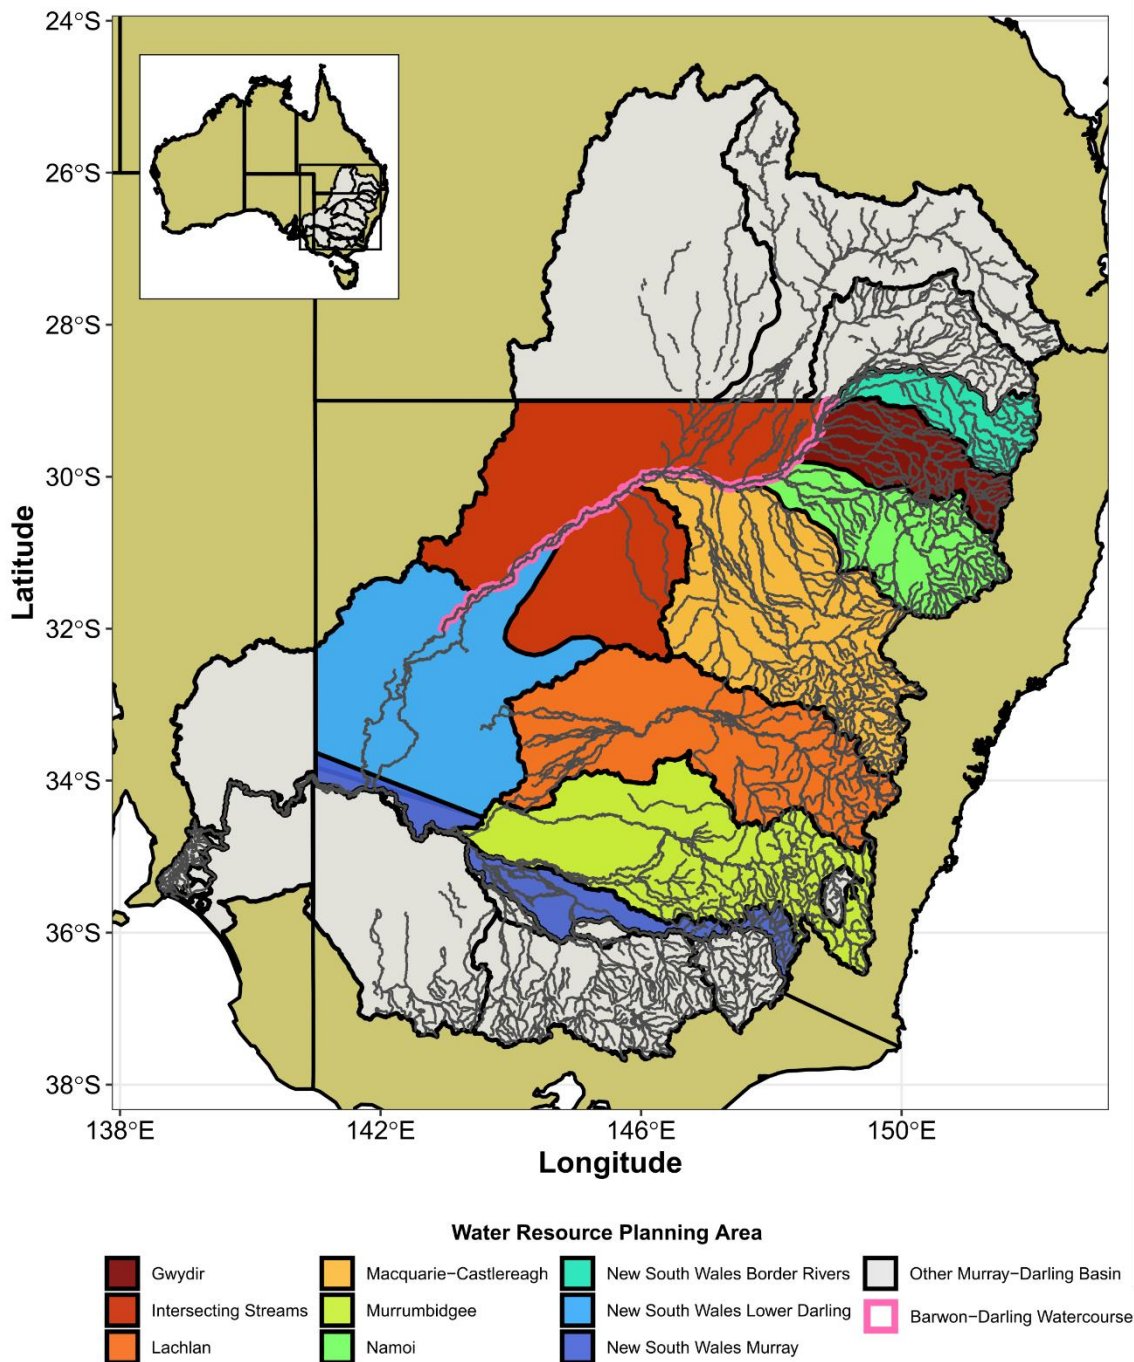 24°S
26°S
28°S
30°S
32°S
34°S
36°S
38°S
Latitude
138°E 142°E 146°E 150°E
Longitude
Water Resource Planning Area
Gwydir Macquarie−Castlereagh New South Wales Border Rivers Other Murray−Darling Basin
Intersecting Streams Murrumbidgee New South Wales Lower Darling Barwon−Darling Watercourse
Lachlan Namoi New South Wales Murray